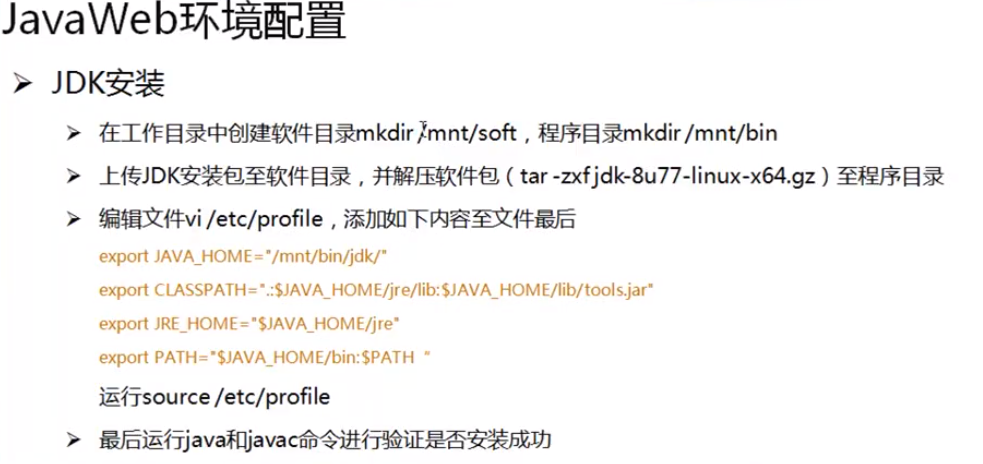 JavaWeb环境配置
JDK安装
在工作目录中创建软件目录mkdir /mnt/soft，程序目录mkdir /mnt/bin
上传JDK安装包至软件目录，并解压软件包（tar -zxf jdk-8u77-linux-x64.gz）至程序目录
编辑文件vi /etc/profile，添加如下内容至文件最后
export JAVA_HOME="/mnt/bin/jdk/"
export CLASSPATH=".:$JAVA_HOME/jre/lib:$JAVA_HOME/lib/tools.jar"
export JRE_HOME="$JAVA_HOME/jre"
export PATH="$JAVA_HOME/bin:$PATH “
运行source /etc/profile
最后运行java和javac命令进行验证是否安装成功